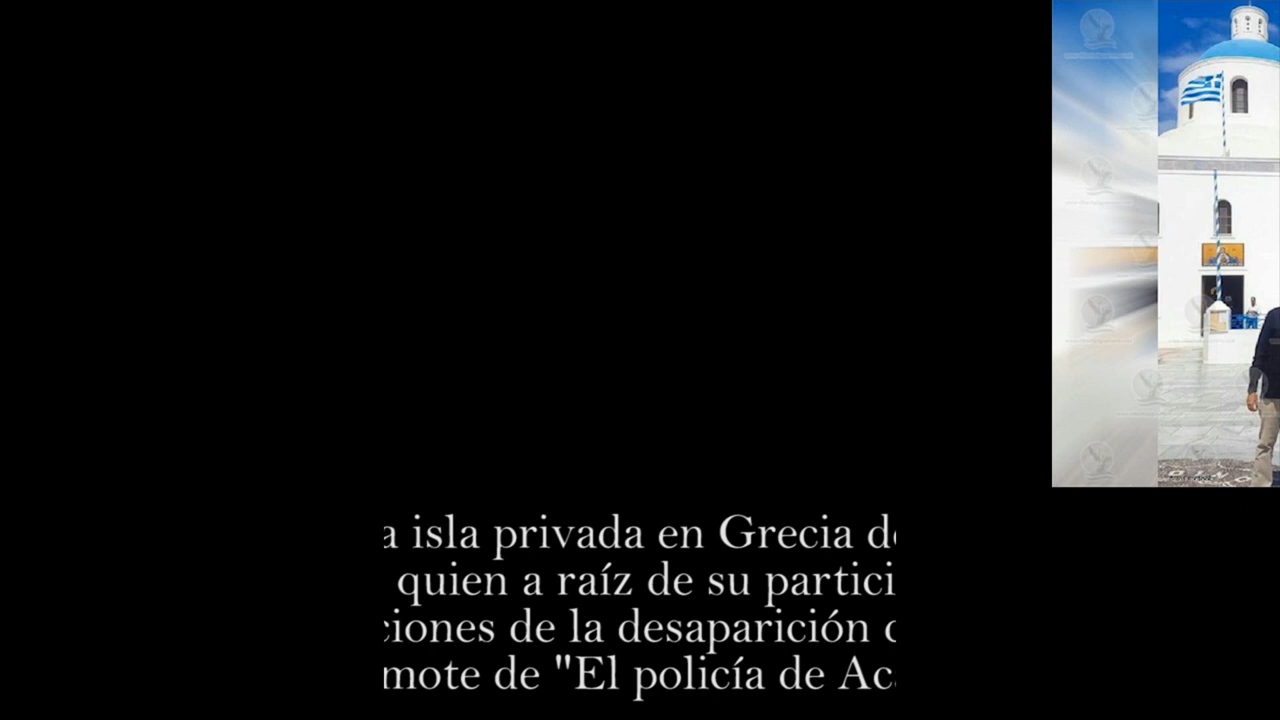 a isla privada en Grecia de
quien a raíz de su partici
ciones de la desaparición
mote de "El policía de Ac